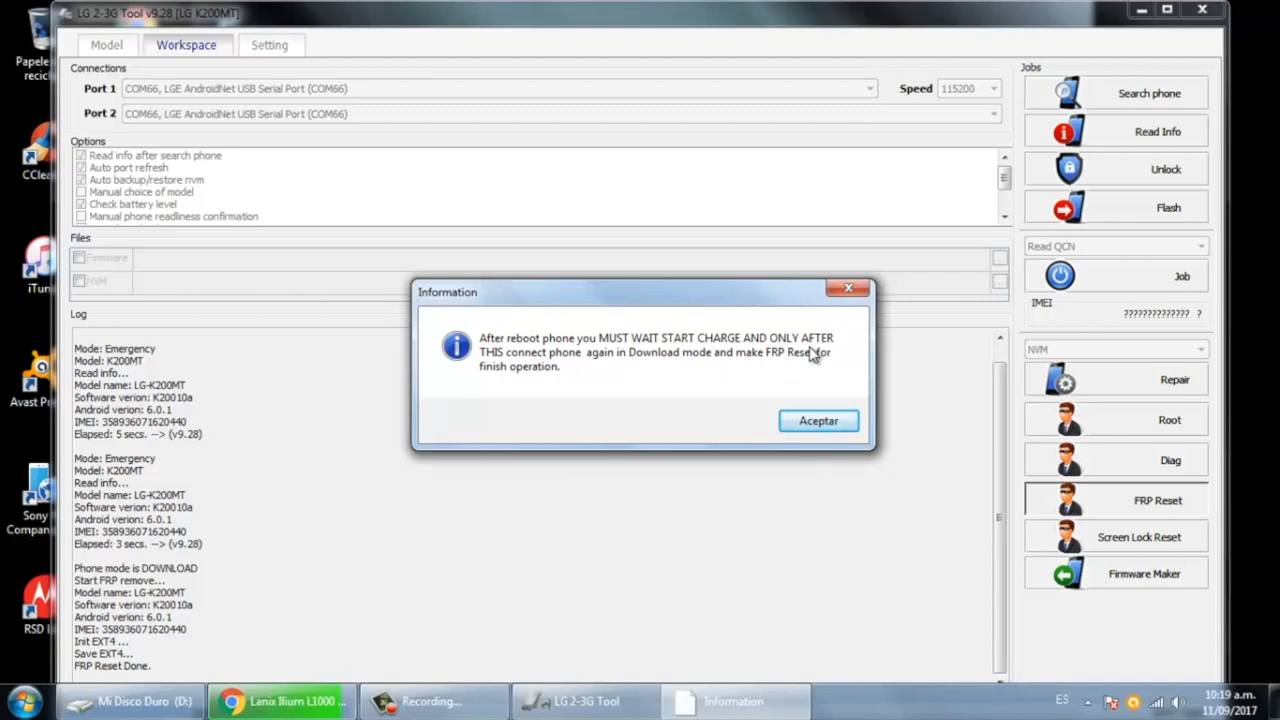 LG 2-3G Tool v9.28 [LG K200MT]
Model
Workspace
Setting
Connections
Port 1
COM66, LGE AndroidNet USB Serial Port (COM66)
Speed
115200
Port 2
COM66, LGE AndroidNet USB Serial Port (COM66)
Options
Read info after search phone
Auto port refresh
Auto backup/restore nvm
Manual choice of model
Check battery level
Manual phone readliness confirmation
Files
Firmware
NVM
Log
Mode: Emergency
Model: K200MT
Read info...
Model name: LG-K200MT
Software version: K20010a
Android verion: 6.0.1
IMEI: 358936071620440
Elapsed: 5 secs. --> (v9.28)
Mode: Emergency
Model: K200MT
Read info...
Model name: LG-K200MT
Software verion: K20010a
Android verion: 6.0.1
IMEI: 358936071620440
Elapsed: 3 secs. --> (v9.28)
Phone mode is DOWNLOAD
Start FRP remove...
Model name: LG-K200MT
Software verion: K20010a
Android verion: 6.0.1
IMEI: 358936071620440
Init EXT4 ...
Save EXT4...
FRP Reset Done.
Information
After reboot phone you MUST WAIT START CHARGE AND ONLY AFTER
THIS connect phone again in Download mode and make FRP Reset for
finish operation.
Aceptar
Jobs
Search phone
Read Info
Unlock
Flash
Read QCN
Job
IMEI
?????????????? ?
NVM
Repair
Root
Diag
FRP Reset
Screen Lock Reset
Firmware Maker
Papele
recic
CCle
iTun
Avast Pr
Sony
Compan
RSD L
Mi Disco Duro (D:)
Lanix Ilium L1000 ...
Recording...
LG 2-3G Tool
Information
ES
10:19 a.m.
11/09/2017